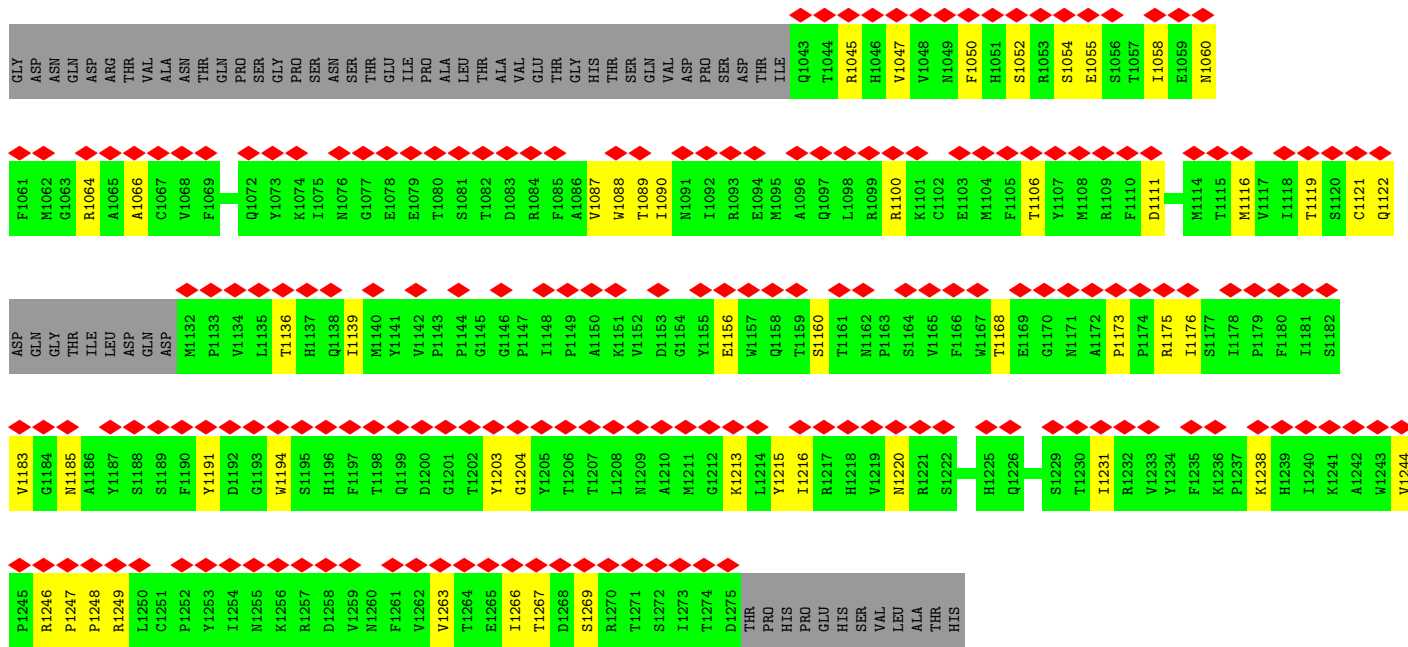 GLY ASP ASN GLN ASP ARG THR VAL ALA ASN THR GLN PRO SER GLY PRO SER ASN SER THR GLU ILE PRO ALA LEU THR ALA VAL GLU THR GLY HIS THR SER GLN VAL ASP PRO SER ASP THR ILE Q1043 T1044 R1045 H1046 V1047 V1048 N1049 F1050 H1051 S1052 R1053 S1054 E1055 S1056 T1057 I1058 E1059 N1060
F1061 M1062 G1063 R1064 A1065 A1066 C1067 V1068 F1069 Q1072 Y1073 K1074 I1075 N1076 G1077 E1078 E1079 T1080 S1081 T1082 D1083 R1084 F1085 A1086 V1087 W1088 T1089 I1090 N1091 I1092 R1093 E1094 M1095 A1096 Q1097 L1098 R1099 R1100 K1101 C1102 E1103 M1104 F1105 T1106 Y1107 M1108 R1109 F1110 D1111 M1114 T1115 M1116 V1117 I1118 T1119 S1120 C1121 Q1122
ASP GLN GLY THR ILE LEU ASP GLN ASP M1132 P1133 V1134 L1135 T1136 H1137 Q1138 I1139 M1140 Y1141 V1142 P1143 P1144 G1145 G1146 P1147 I1148 P1149 A1150 K1151 V1152 D1153 G1154 Y1155 E1156 W1157 Q1158 T1159 S1160 T1161 N1162 P1163 S1164 V1165 F1166 W1167 T1168 E1169 G1170 N1171 A1172 P1173 P1174 R1175 I1176 S1177 I1178 P1179 F1180 I1181 S1182
V1183 G1184 N1185 A1186 Y1187 S1188 S1189 F1190 Y1191 D1192 G1193 W1194 S1195 H1196 F1197 T1198 Q1199 D1200 G1201 T1202 Y1203 G1204 Y1205 T1206 T1207 L1208 N1209 A1210 M1211 G1212 K1213 L1214 Y1215 I1216 R1217 H1218 V1219 N1220 R1221 S1222 H1225 Q1226 S1229 T1230 I1231 R1232 V1233 Y1234 F1235 K1236 P1237 K1238 H1239 I1240 K1241 A1242 W1243 V1244
P1245 R1246 P1247 P1248 R1249 L1250 C1251 P1252 Y1253 I1254 N1255 K1256 R1257 D1258 V1259 N1260 F1261 V1262 V1263 T1264 E1265 I1266 T1267 D1268 S1269 R1270 T1271 S1272 I1273 T1274 D1275 THR PRO HIS PRO GLU HIS SER VAL LEU ALA THR HIS